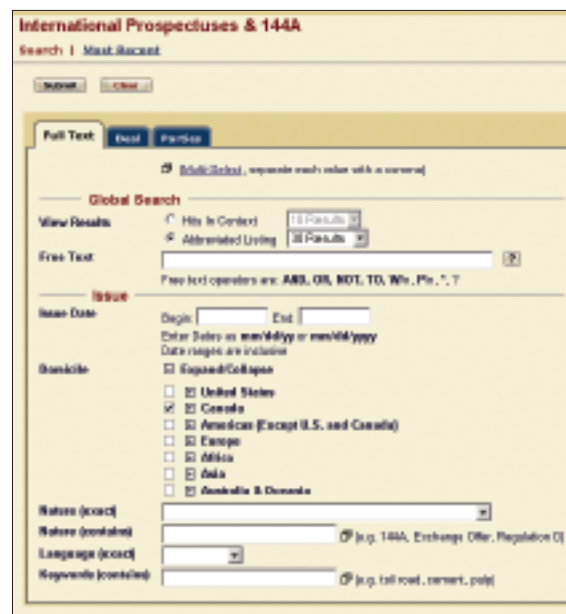 International Prospectuses & 144A
Search | Most Recent
Submit Clear
Full Text Deal Parties
(Multi-Select, separate each value with a comma)
Global Search
View Results Hits In Context 10 Results
Abbreviated Listing 30 Results
Free Text ?
Free text operators are: AND, OR, NOT, TO, W/n, P/n, *, ?
Issue
Issue Date Begin: End:
Enter Dates as mm/dd/yy or mm/dd/yyyy
Date ranges are inclusive
Domicile Expand/Collapse
United States
Canada
Americas (Except U.S. and Canada)
Europe
Africa
Asia
Australia & Oceania
Nature (exact)
Nature (contains) (e.g. 144A, Exchange Offer, Regulation D)
Language (exact)
Keywords (contains) (e.g. toll road, cement, pulp)